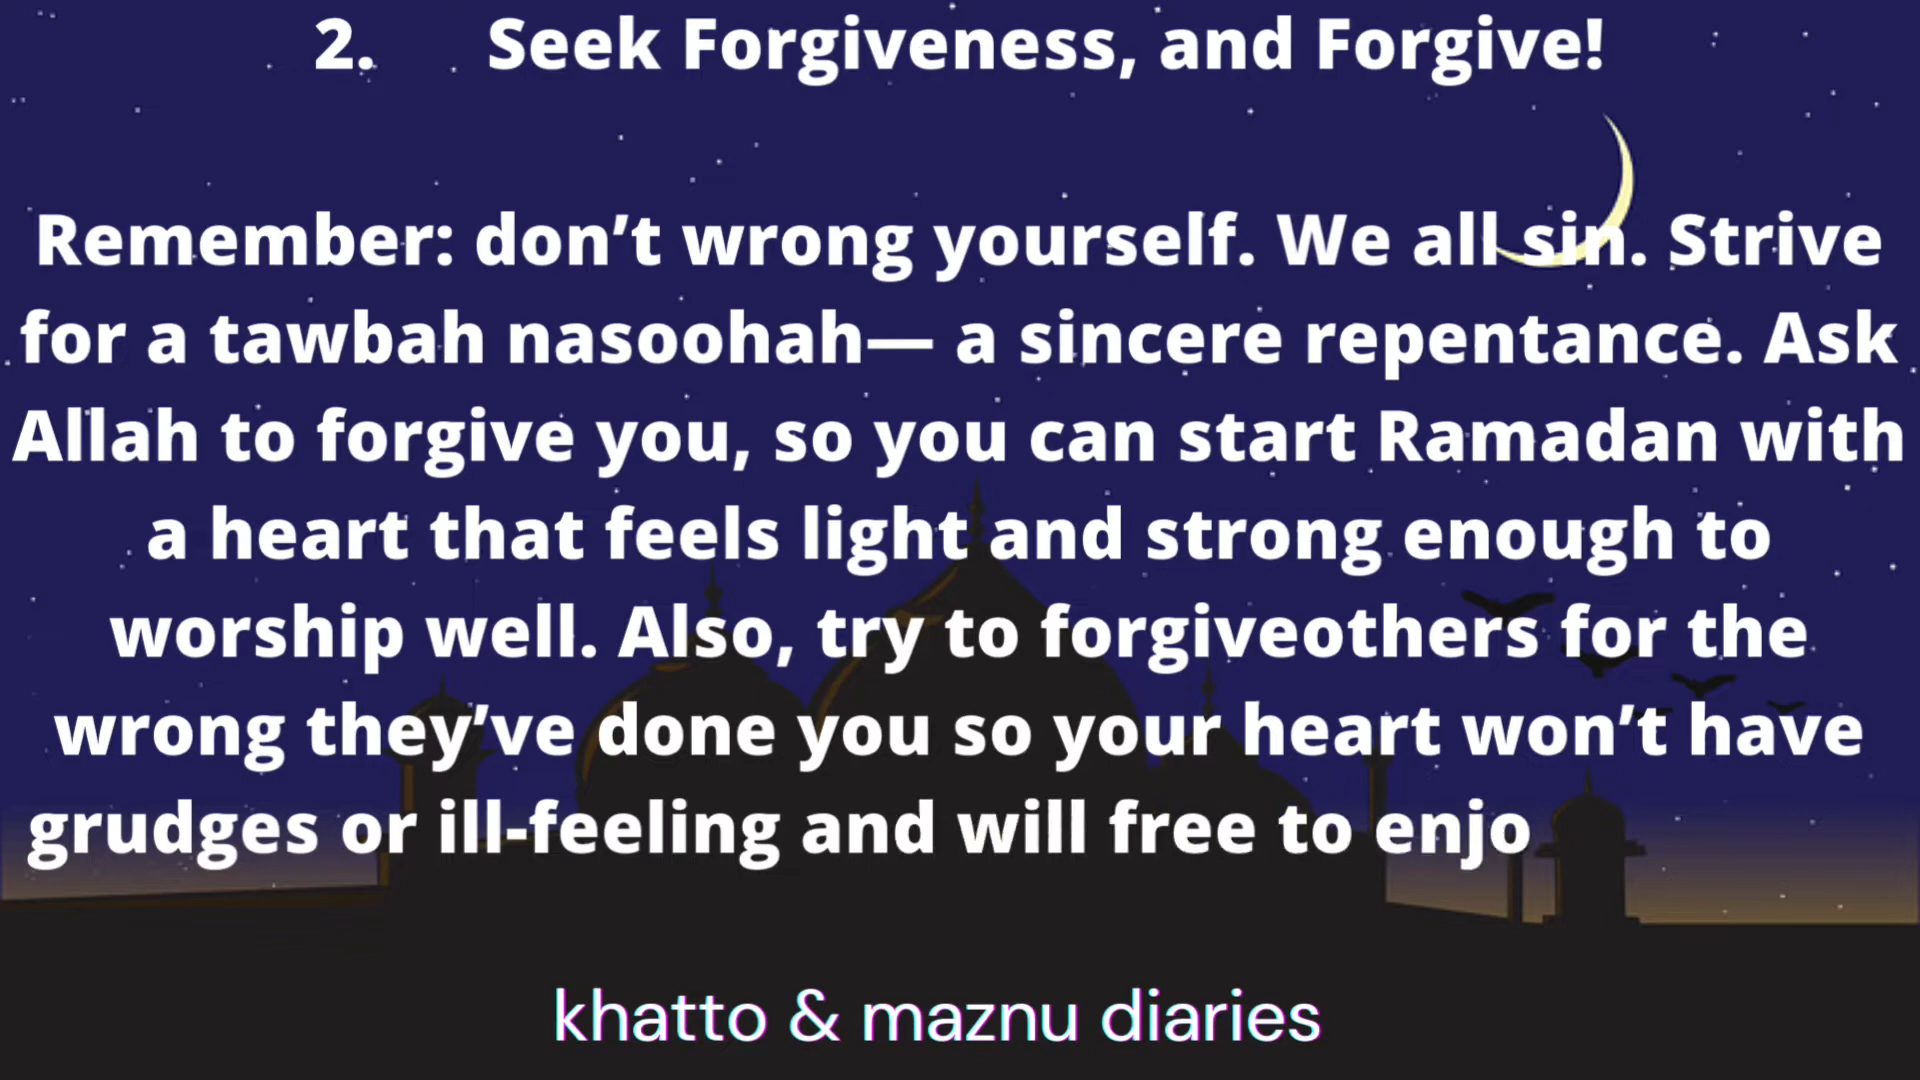 2. Seek Forgiveness, and Forgive!
Remember: don’t wrong yourself. We all sin. Strive
for a tawbah nasoohah— a sincere repentance. Ask
Allah to forgive you, so you can start Ramadan with
a heart that feels light and strong enough to
worship well. Also, try to forgiveothers for the
wrong they’ve done you so your heart won’t have
grudges or ill-feeling and will free to enjo
khatto & maznu diaries